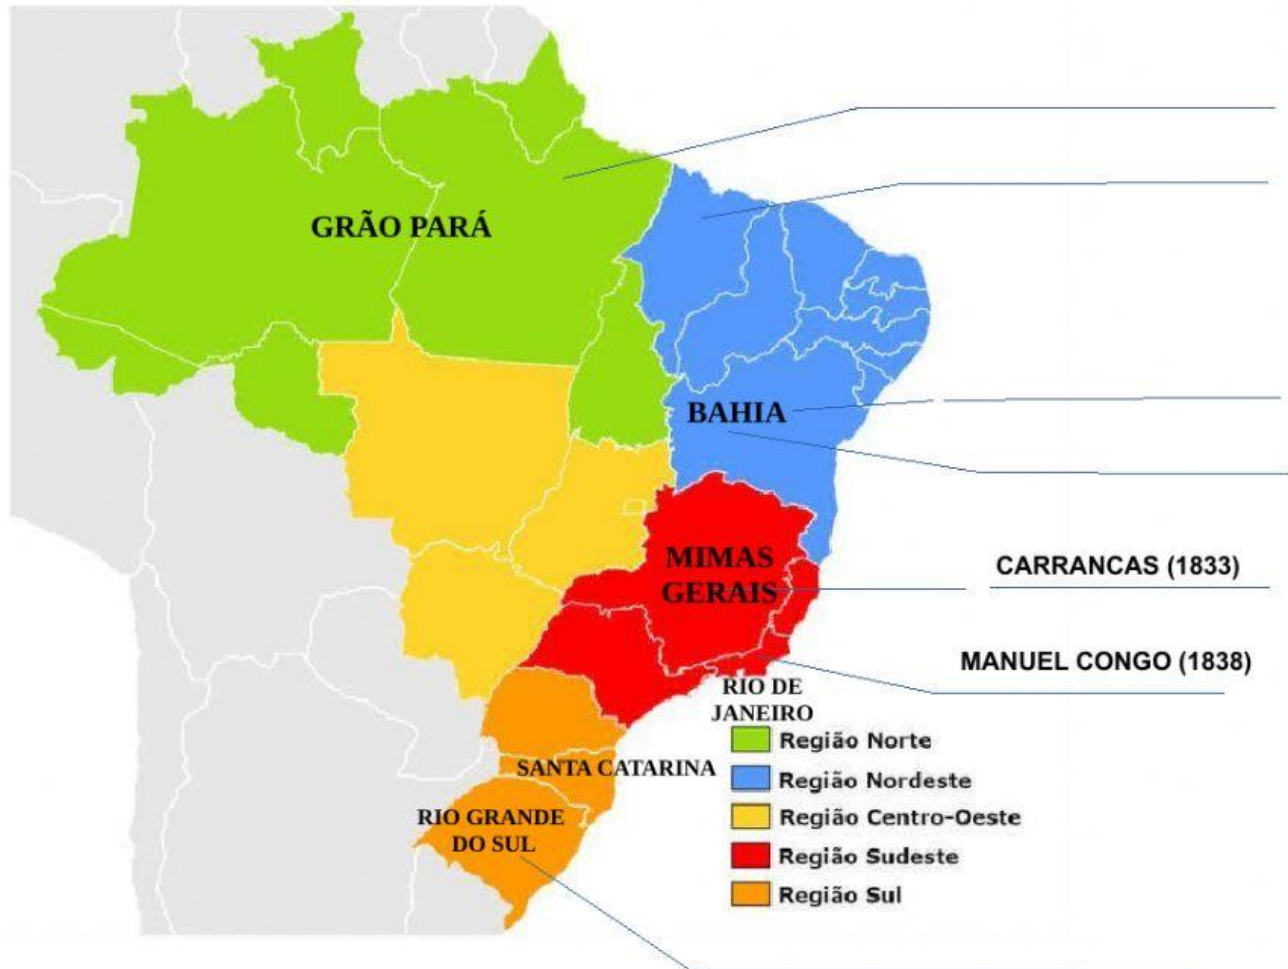 GRÃO PARÁ
BAHIA
MIMAS
GERAIS
CARRANCAS (1833)
MANUEL CONGO (1838)
RIO DE
JANEIRO
Região Norte
SANTA CATARINA
Região Nordeste
RIO GRANDE
DO SUL
Região Centro-Oeste
Região Sudeste
Região Sul